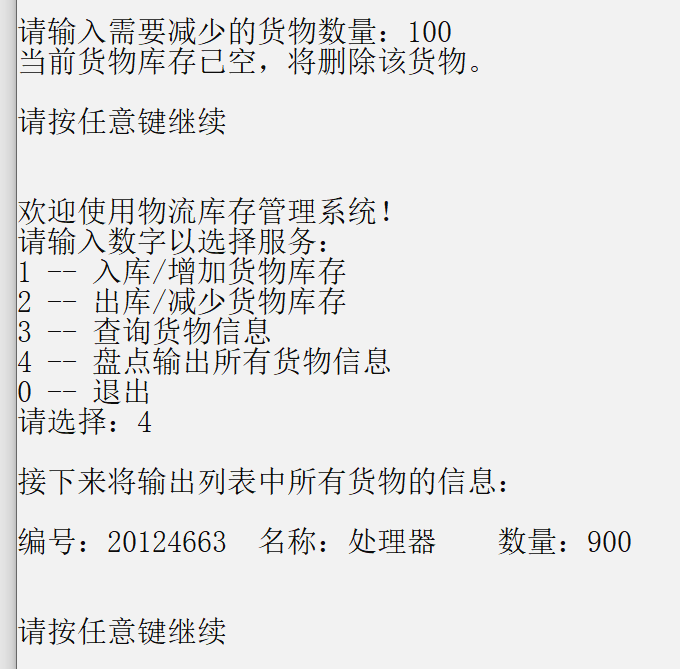 请输入需要减少的货物数量：100
当前货物库存已空，将删除该货物。
请按任意键继续
欢迎使用物流库存管理系统！
请输入数字以选择服务：
1 -- 入库/增加货物库存
2 -- 出库/减少货物库存
3 -- 查询货物信息
4 -- 盘点输出所有货物信息
0 -- 退出
请选择：4
接下来将输出列表中所有货物的信息：
编号：20124663  名称：处理器    数量：900
请按任意键继续